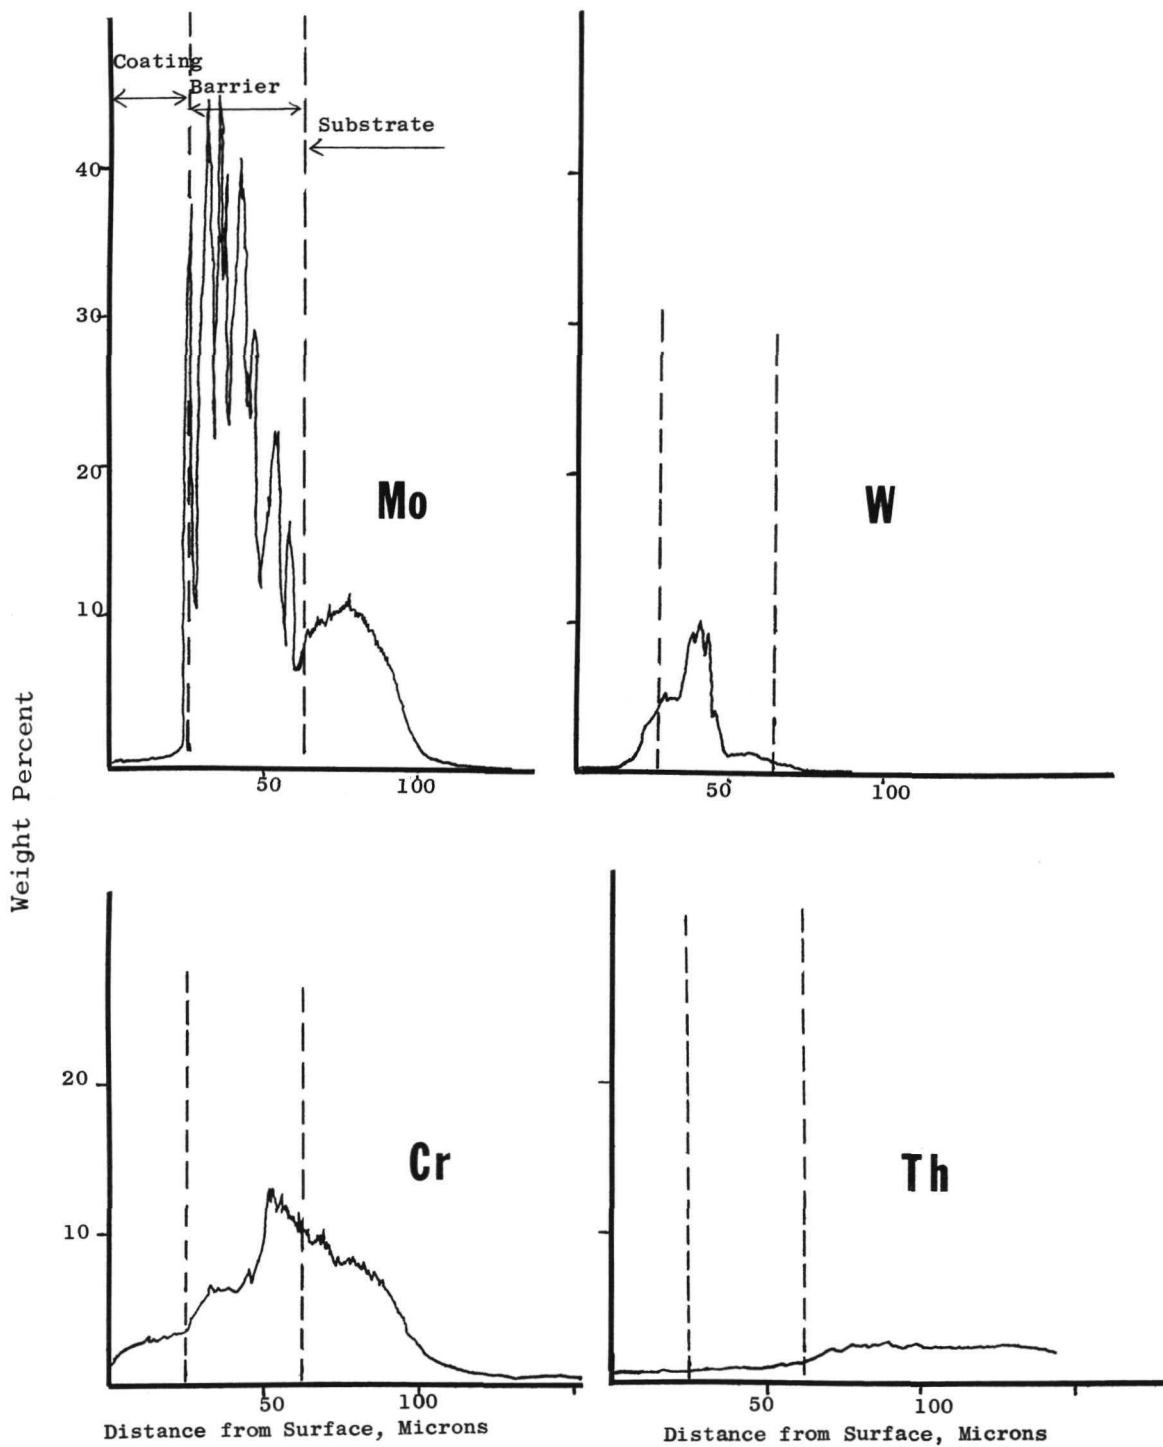 Coating
Barrier
Substrate
40
30
20
10
Mo
50
100
W
50
100
Weight Percent
20
10
Cr
50
100
Distance from Surface, Microns
Th
50
100
Distance from Surface, Microns